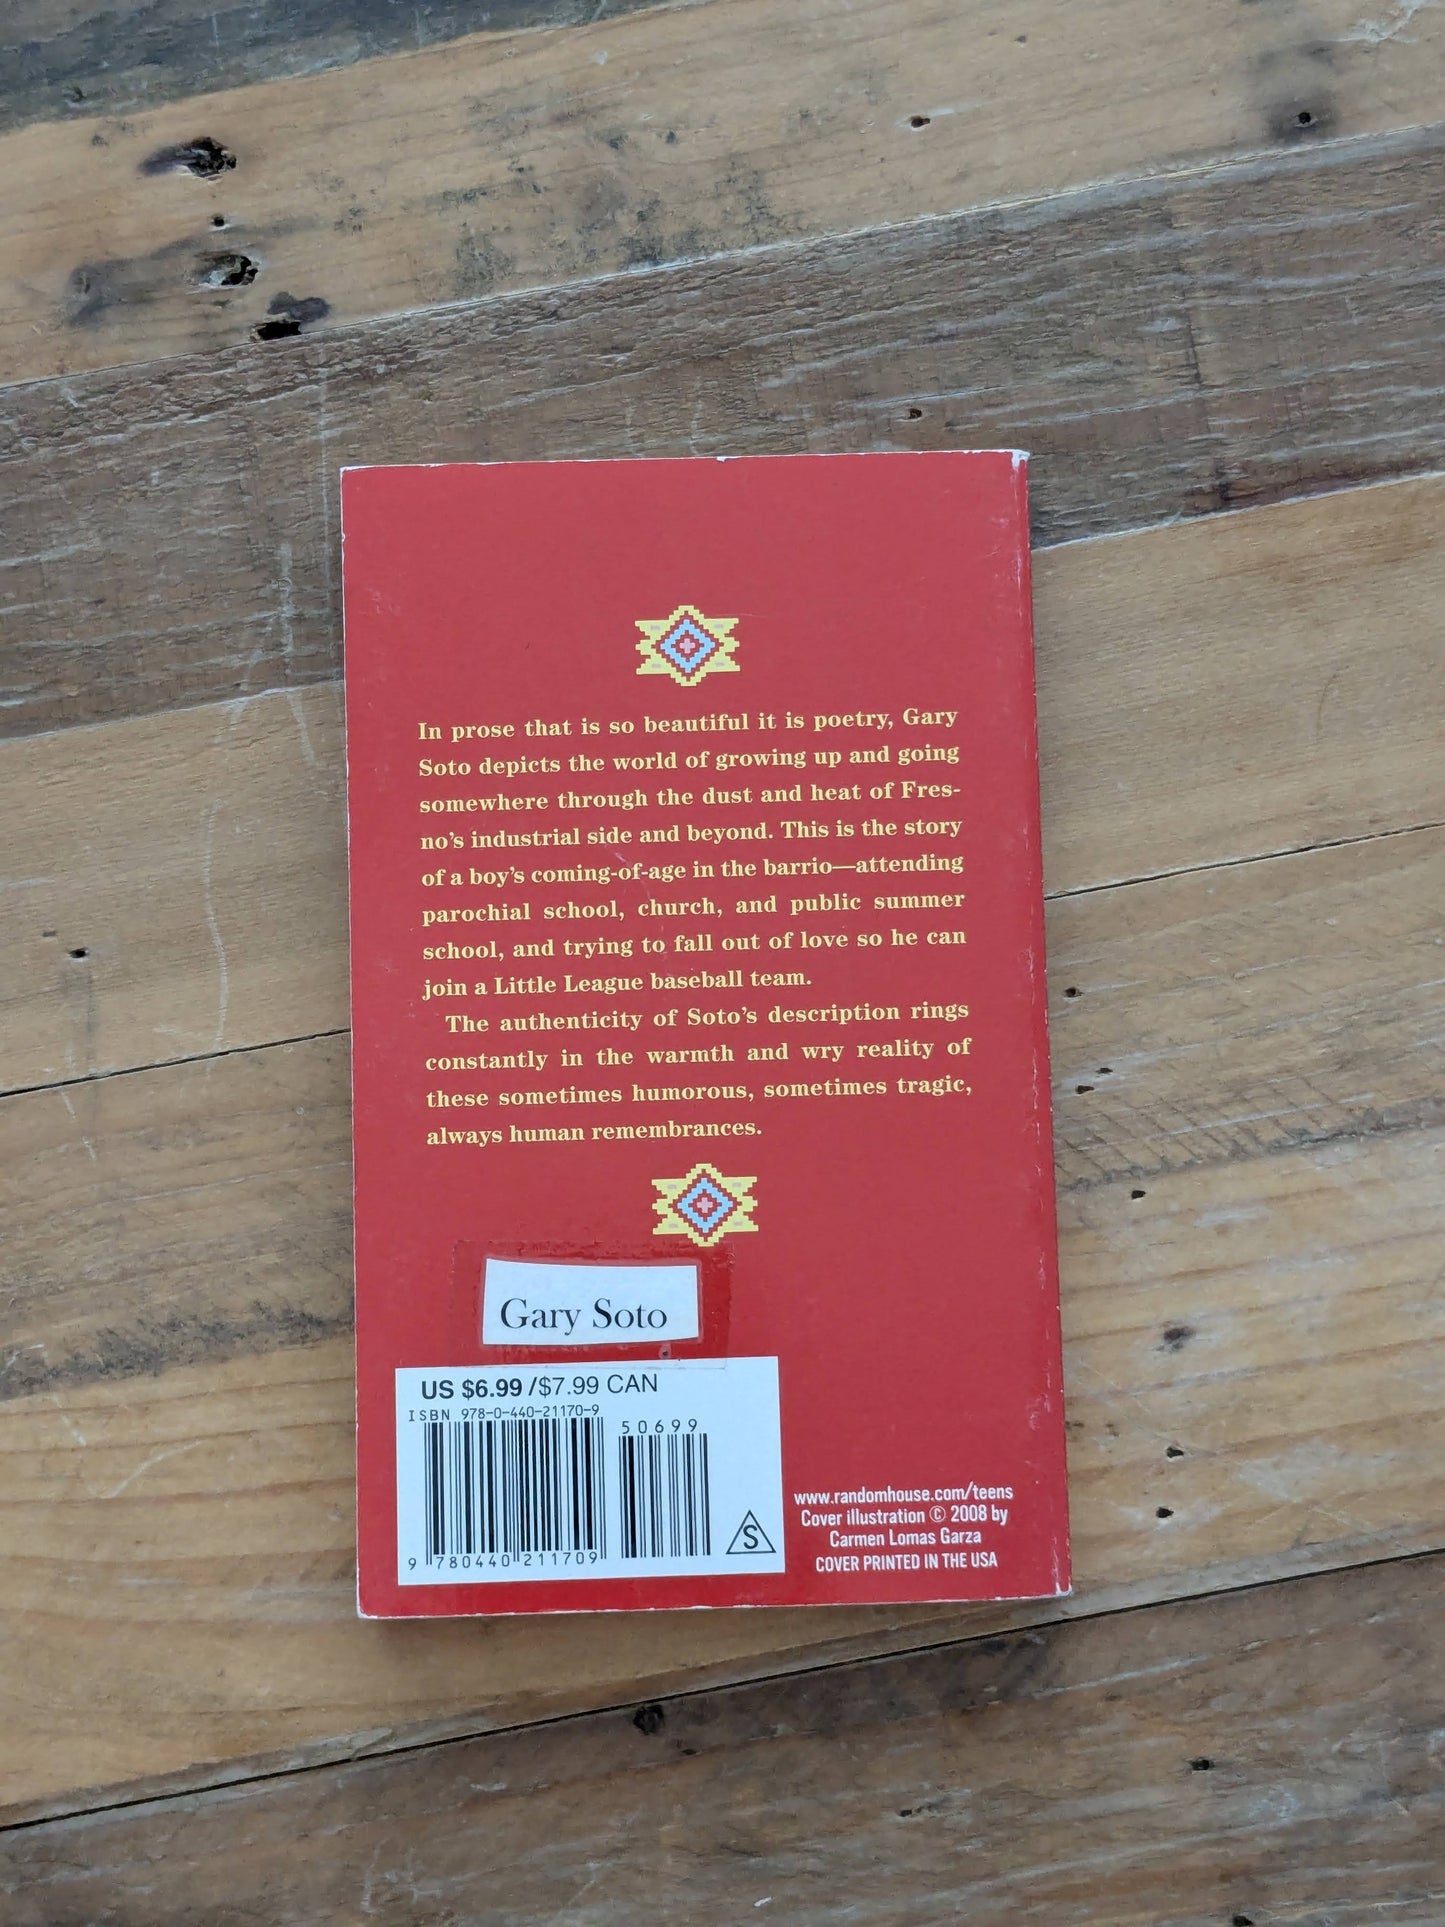 In prose that is so beautiful it is poetry, Gary
Soto depicts the world of growing up and going
somewhere through the dust and heat of Fres-
no's industrial side and beyond. This is the story
of a boy's coming-of-age in the barrio—attending
parochial school, church, and public summer
school, and trying to fall out of love so he can
join a Little League baseball team.
The authenticity of Soto's description rings
constantly in the warmth and wry reality of
these sometimes humorous, sometimes tragic,
always human remembrances.
Gary Soto
US $6.99/$7.99 CAN
ISBN 978-0-440-21170-9
50699
9 780440 211709
S
www.randomhouse.com/teens
Cover illustration © 2008 by
Carmen Lomas Garza
COVER PRINTED IN THE USA